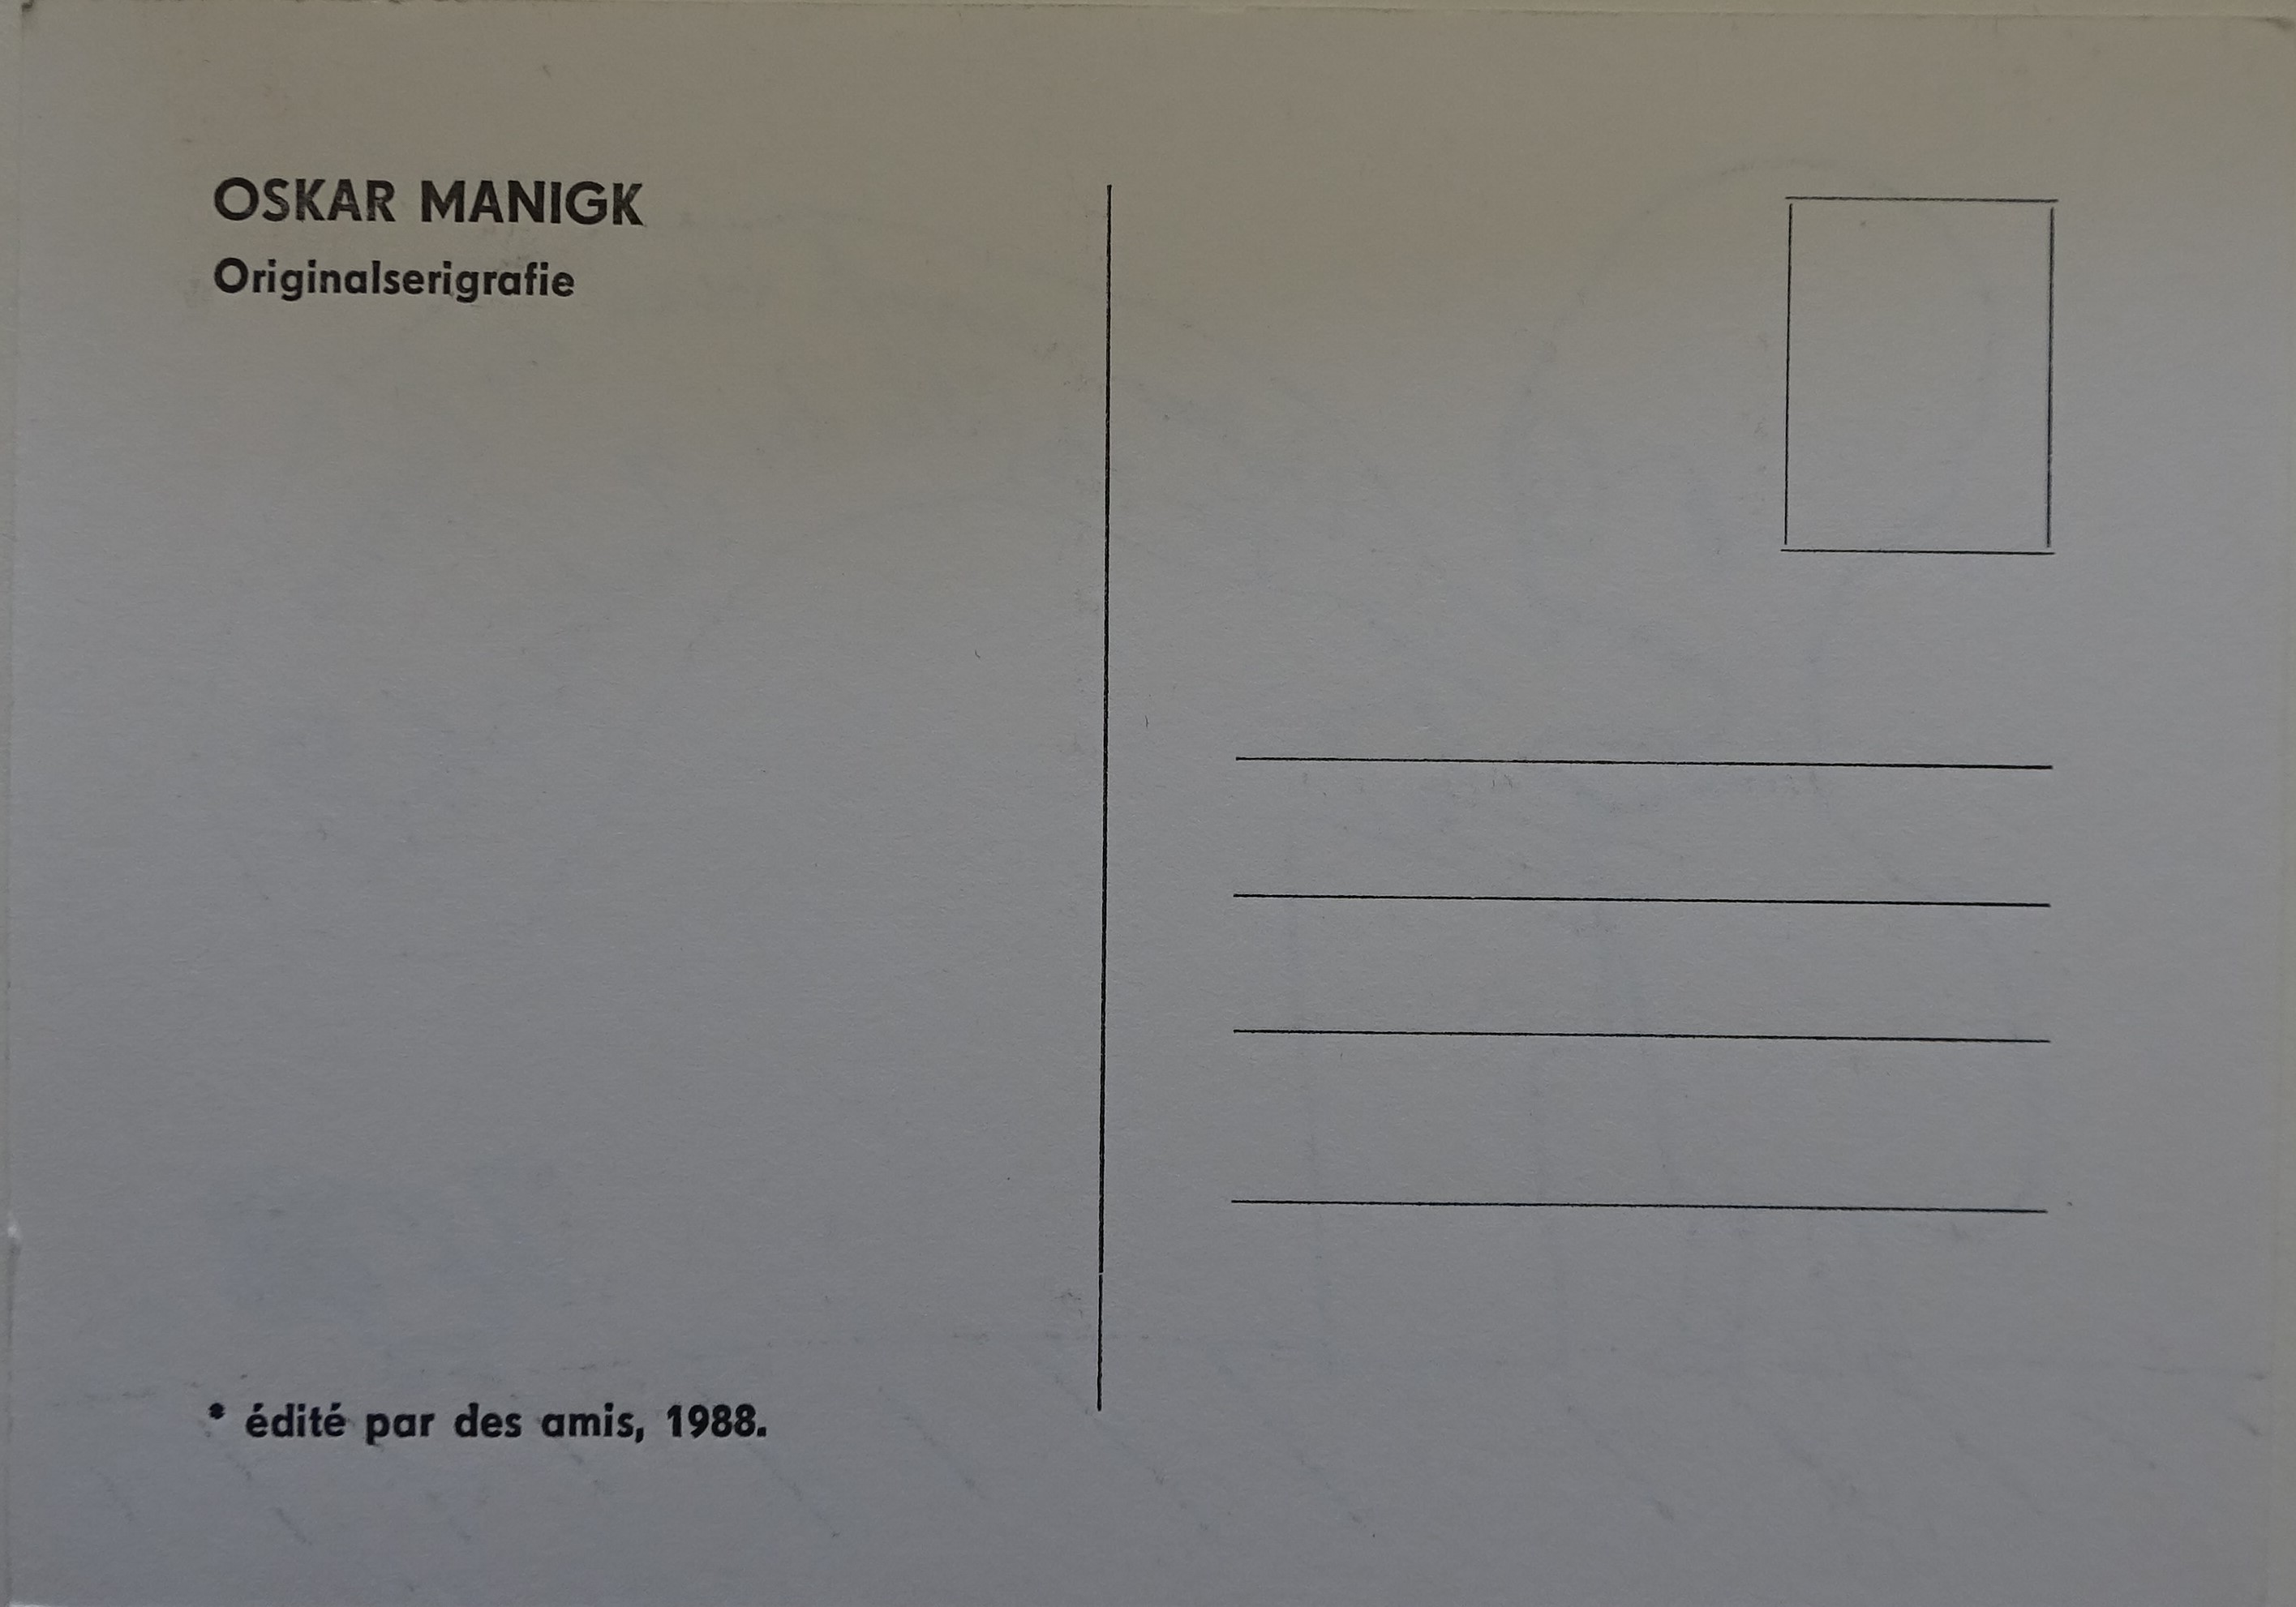 OSKAR MANIGK
Originalserigrafie
* édité par des amis, 1988.